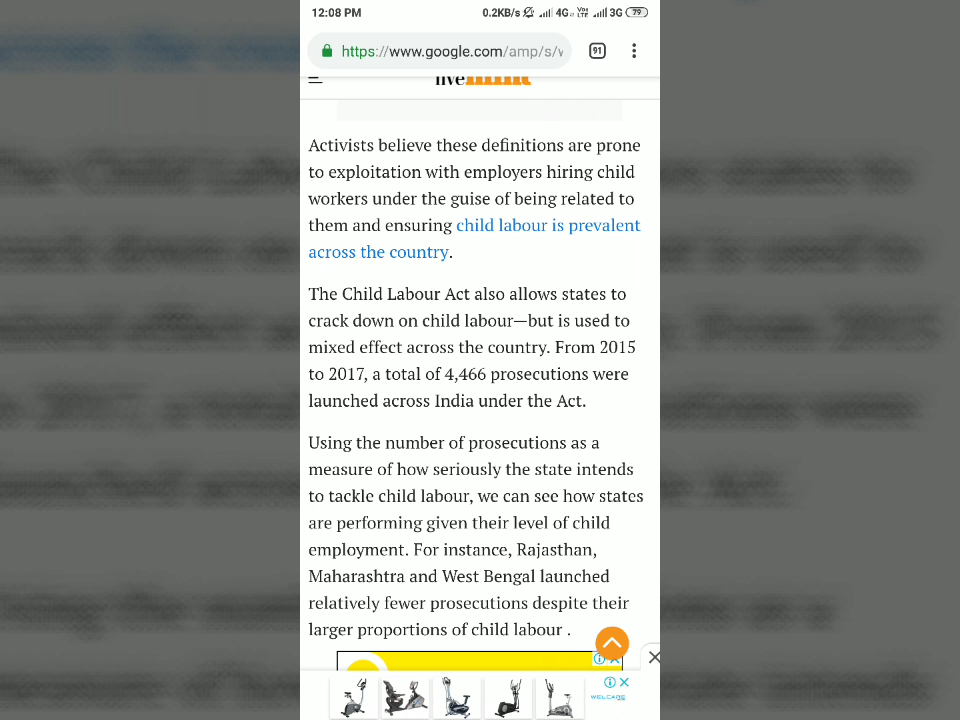 12:08 PM
0.2KB/s 4G Vo) LTE 3G 79
https://www.google.com/amp/s/v
91
live mint
Activists believe these definitions are prone
to exploitation with employers hiring child
workers under the guise of being related to
them and ensuring child labour is prevalent
across the country.
The Child Labour Act also allows states to
crack down on child labour—but is used to
mixed effect across the country. From 2015
to 2017, a total of 4,466 prosecutions were
launched across India under the Act.
Using the number of prosecutions as a
measure of how seriously the state intends
to tackle child labour, we can see how states
are performing given their level of child
employment. For instance, Rajasthan,
Maharashtra and West Bengal launched
relatively fewer prosecutions despite their
larger proportions of child labour .
WELCARE